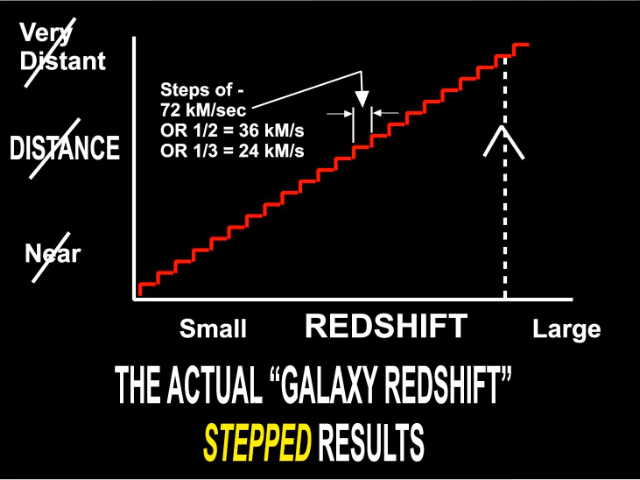 Very
Distant
Steps of -
72 kM/sec
OR 1/2 = 36 kM/s
OR 1/3 = 24 kM/s
DISTANCE
Near
Small REDSHIFT Large
THE ACTUAL “GALAXY REDSHIFT”
STEPPED RESULTS